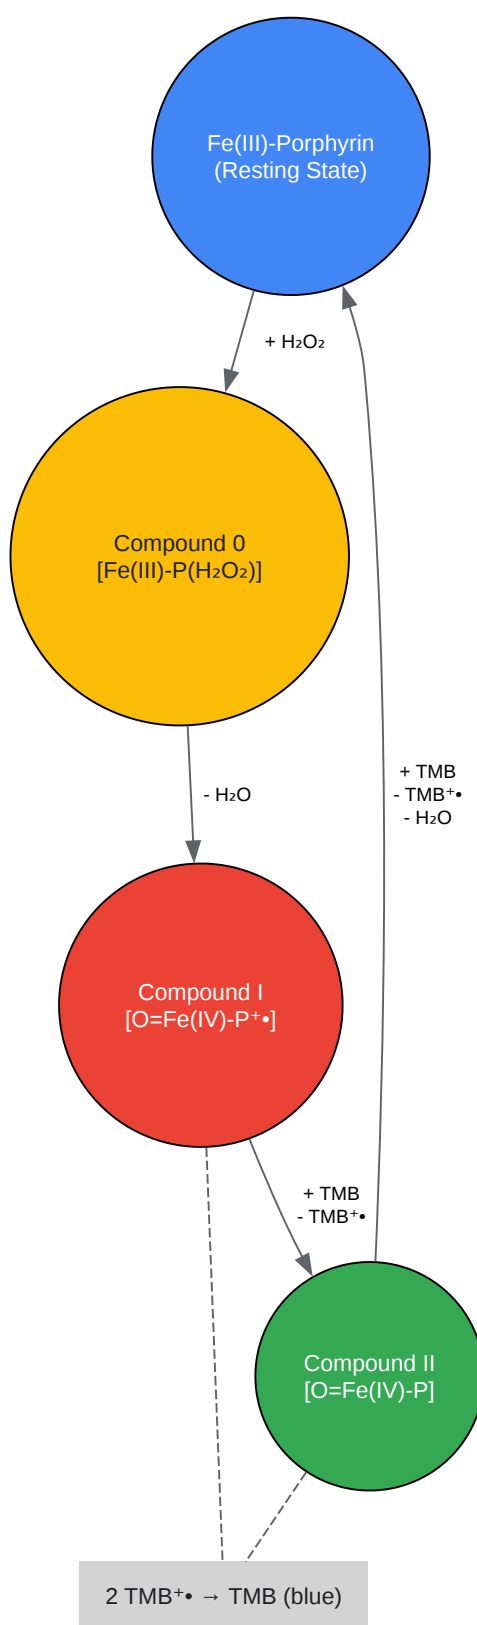 Fe(III)-Porphyrin
(Resting State)
+ H₂O₂
Compound 0
[Fe(III)-P(H₂O₂)]
+ TMB
- TMB⁺•
- H₂O
- H₂O
Compound I
[O=Fe(IV)-P⁺•]
+ TMB
- TMB⁺•
Compound II
[O=Fe(IV)-P]
2 TMB⁺• → TMB (blue)